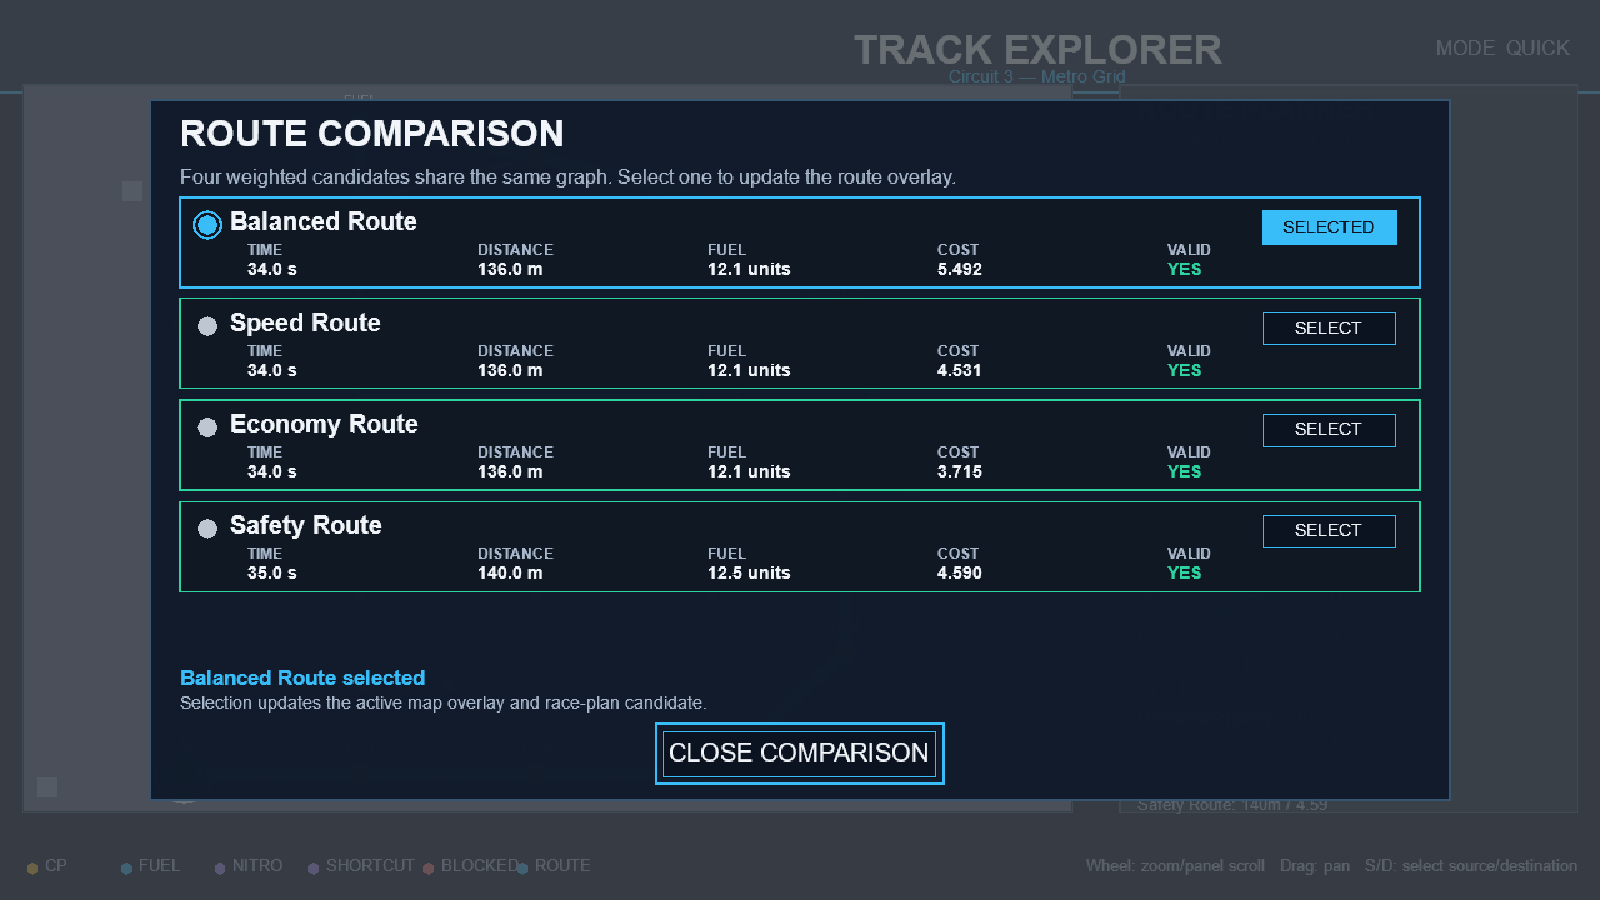 TRACK EXPLORER
MODE QUICK
Circuit 3 — Metro Grid
FUEL
ROUTE COMPARISON
Four weighted candidates share the same graph. Select one to update the route overlay.
Balanced Route
SELECTED
TIME DISTANCE FUEL COST VALID
34.0 s 136.0 m 12.1 units 5.492 YES
Speed Route
SELECT
TIME DISTANCE FUEL COST VALID
34.0 s 136.0 m 12.1 units 4.531 YES
Economy Route
SELECT
TIME DISTANCE FUEL COST VALID
34.0 s 136.0 m 12.1 units 3.715 YES
Safety Route
SELECT
TIME DISTANCE FUEL COST VALID
35.0 s 140.0 m 12.5 units 4.590 YES
Balanced Route selected
Selection updates the active map overlay and race-plan candidate.
CLOSE COMPARISON
Safety Route: 140m / 4.59
CP FUEL NITRO SHORTCUT BLOCKED ROUTE
Wheel: zoom/panel scroll Drag: pan S/D: select source/destination